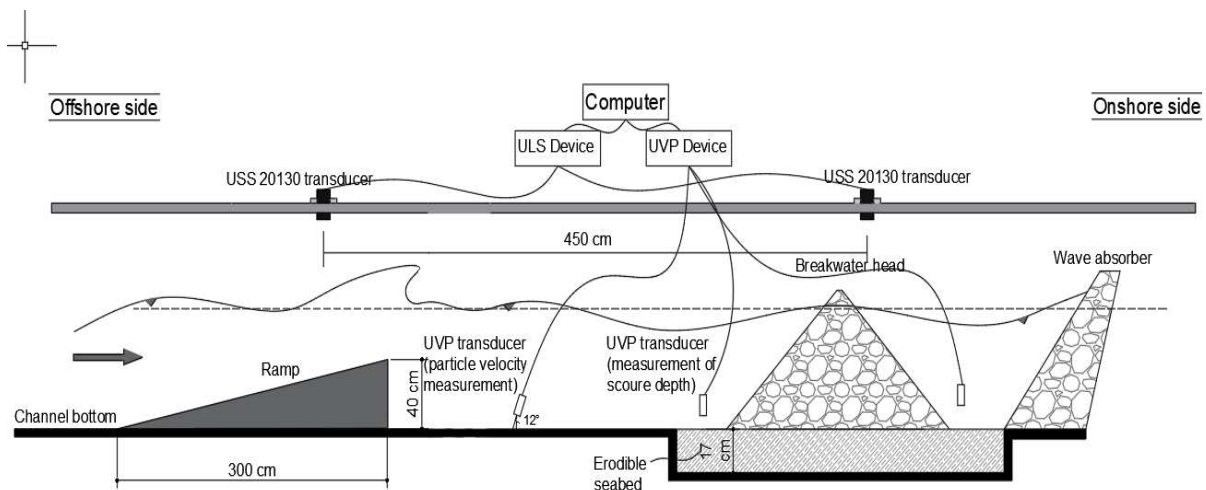 Offshore side
Computer
Onshore side
ULS Device
UVP Device
USS 20130 transducer
USS 20130 transducer
450 cm
Breakwater head
Wave absorber
UVP transducer
(particle velocity
measurement)
UVP transducer
(measurement of
scoure depth)
Ramp
40 cm
Channel bottom
12°
17
cm
300 cm
Erodible
seabed